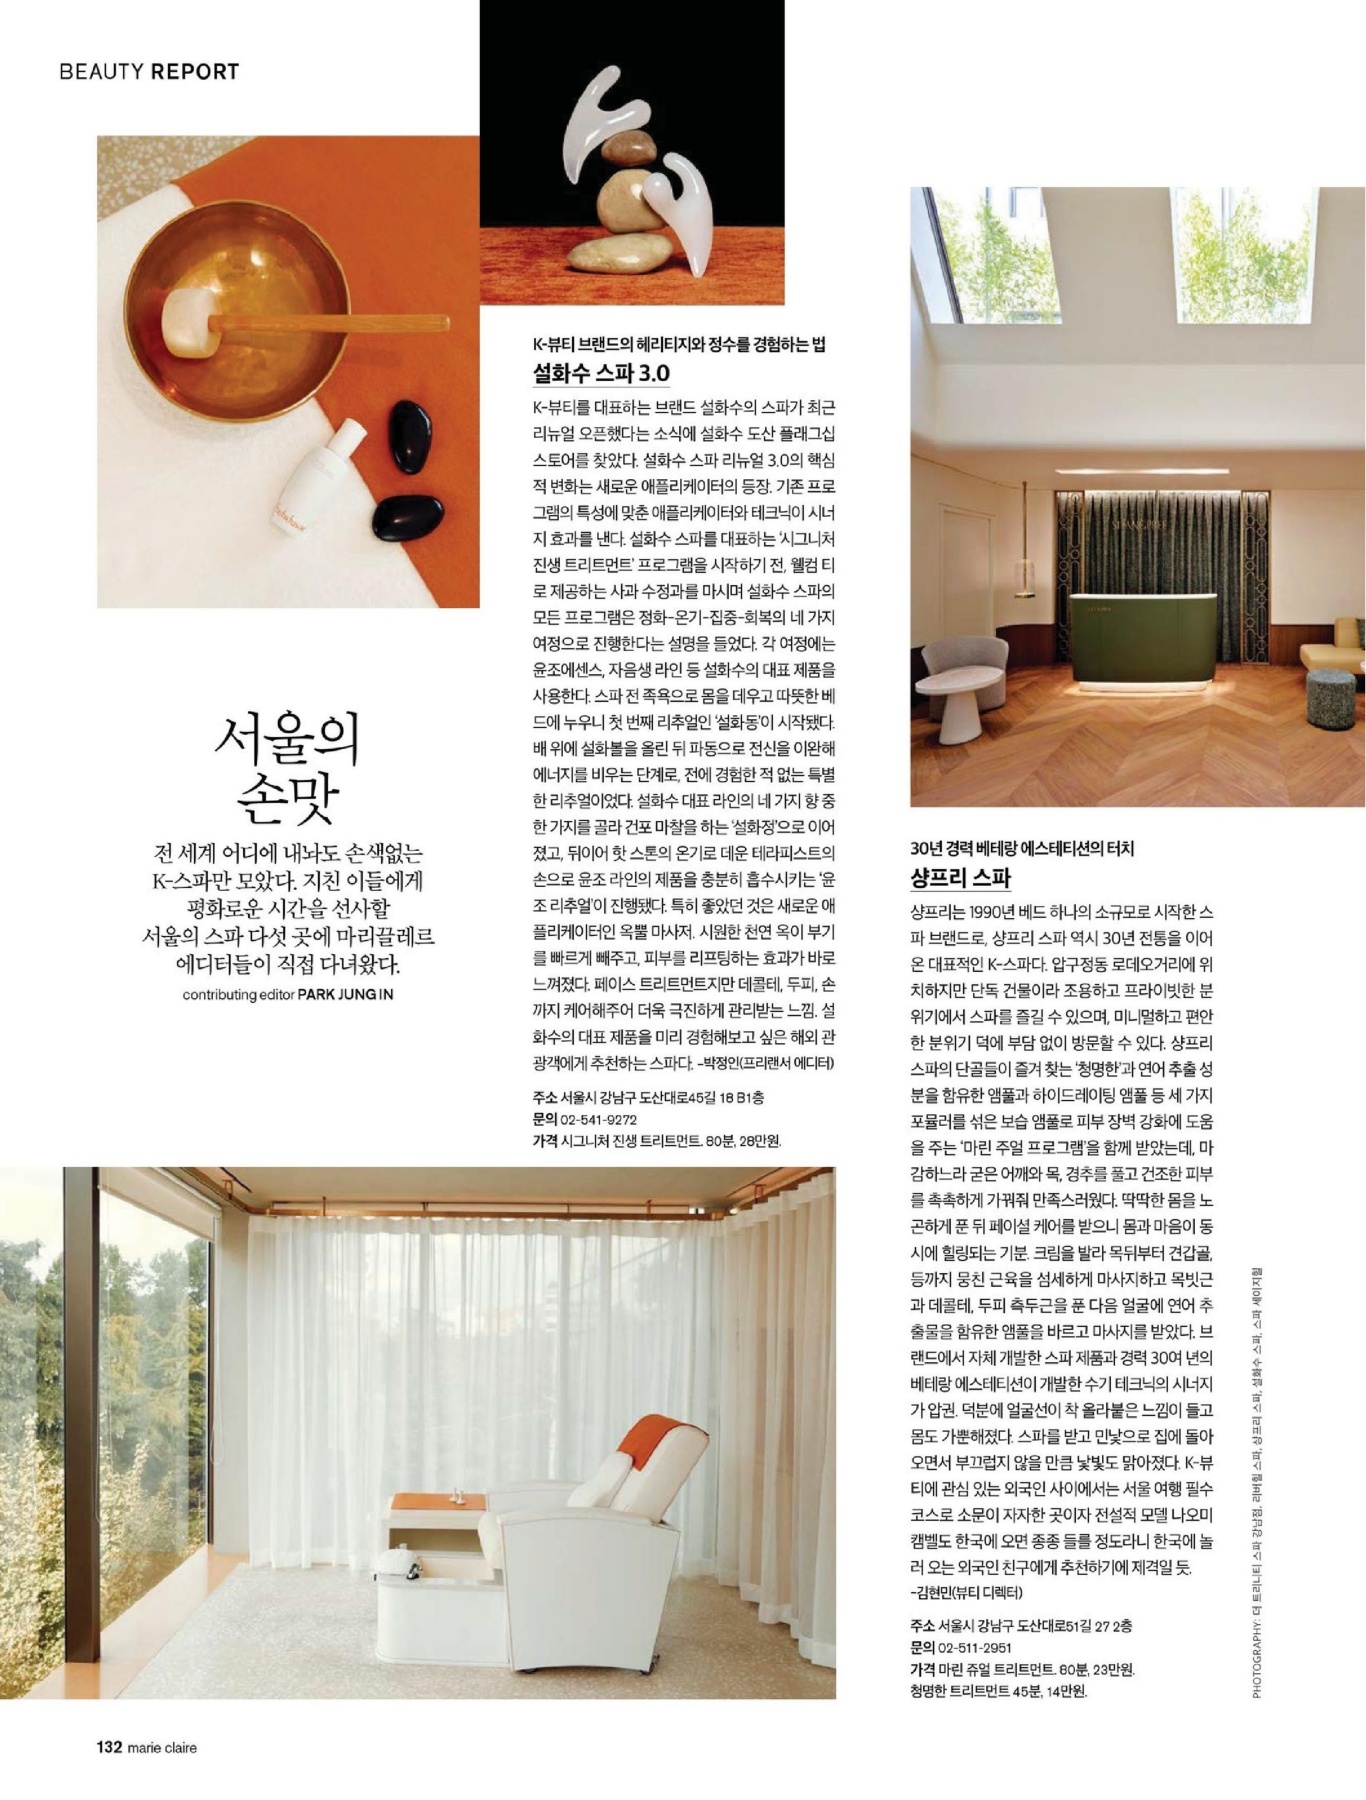 BEAUTY REPORT
서울의
손맛
전 세계 어디에 내놔도 손색없는
K-스파만 모았다. 지친 이들에게
평화로운 시간을 선사할
서울의 스파 다섯 곳에 마리끌레르
에디터들이 직접 다녀왔다.
contributing editor PARK JUNG IN
K-뷰티 브랜드의 헤리티지와 정수를 경험하는 법
설화수 스파 3.0
K-뷰티를 대표하는 브랜드 설화수의 스파가 최근
리뉴얼 오픈했다는 소식에 설화수 도산 플래그십
스토어를 찾았다. 설화수 스파 리뉴얼 3.0의 핵심
적 변화는 새로운 애플리케이터의 등장. 기존 프로
그램의 특성에 맞춘 애플리케이터와 테크닉이 시너
지 효과를 낸다. 설화수 스파를 대표하는 ‘시그니처
진생 트리트먼트’ 프로그램을 시작하기 전, 웰컴 티
로 제공하는 사과 수정과를 마시며 설화수 스파의
모든 프로그램은 정화-온기-집중-회복의 네 가지
여정으로 진행한다는 설명을 들었다. 각 여정에는
윤조에센스, 자음생 라인 등 설화수의 대표 제품을
사용한다. 스파 전 족욕으로 몸을 데우고 따뜻한 베
드에 누우니 첫 번째 리추얼인 ‘설화동’이 시작됐다.
배 위에 설화볼을 올린 뒤 파동으로 전신을 이완해
에너지를 비우는 단계로, 전에 경험한 적 없는 특별
한 리추얼이었다. 설화수 대표 라인의 네 가지 향 중
한 가지를 골라 건포 마찰을 하는 ‘설화정’으로 이어
졌고, 뒤이어 핫 스톤의 온기로 데운 테라피스트의
손으로 윤조 라인의 제품을 충분히 흡수시키는 ‘윤
조 리추얼’이 진행됐다. 특히 좋았던 것은 새로운 애
플리케이터인 옥뿔 마사저. 시원한 천연 옥이 부기
를 빠르게 빼주고, 피부를 리프팅하는 효과가 바로
느껴졌다. 페이스 트리트먼트지만 데콜테, 두피, 손
까지 케어해주어 더욱 극진하게 관리받는 느낌. 설
화수의 대표 제품을 미리 경험해보고 싶은 해외 관
광객에게 추천하는 스파다. -박정인(프리랜서 에디터)
주소 서울시 강남구 도산대로45길 18 B1층
문의 02-541-9272
가격 시그니처 진생 트리트먼트. 80분, 28만원.
SHANGPREE
30년 경력 베테랑 에스테티션의 터치
샹프리 스파
샹프리는 1990년 베드 하나의 소규모로 시작한 스
파 브랜드로, 샹프리 스파 역시 30년 전통을 이어
온 대표적인 K-스파다. 압구정동 로데오거리에 위
치하지만 단독 건물이라 조용하고 프라이빗한 분
위기에서 스파를 즐길 수 있으며, 미니멀하고 편안
한 분위기 덕에 부담 없이 방문할 수 있다. 샹프리
스파의 단골들이 즐겨 찾는 ‘청명한’과 연어 추출 성
분을 함유한 앰풀과 하이드레이팅 앰풀 등 세 가지
포뮬러를 섞은 보습 앰풀로 피부 장벽 강화에 도움
을 주는 ‘마린 주얼 프로그램’을 함께 받았는데, 마
감하느라 굳은 어깨와 목, 경추를 풀고 건조한 피부
를 촉촉하게 가꿔줘 만족스러웠다. 딱딱한 몸을 노
곤하게 푼 뒤 페이설 케어를 받으니 몸과 마음이 동
시에 힐링되는 기분. 크림을 발라 목뒤부터 견갑골,
등까지 뭉친 근육을 섬세하게 마사지하고 목빗근
과 데콜테, 두피 측두근을 푼 다음 얼굴에 연어 추
출물을 함유한 앰풀을 바르고 마사지를 받았다. 브
랜드에서 자체 개발한 스파 제품과 경력 30여 년의
베테랑 에스테티션이 개발한 수기 테크닉의 시너지
가 압권. 덕분에 얼굴선이 착 올라붙은 느낌이 들고
몸도 가뿐해졌다. 스파를 받고 민낯으로 집에 돌아
오면서 부끄럽지 않을 만큼 낯빛도 맑아졌다. K-뷰
티에 관심 있는 외국인 사이에서는 서울 여행 필수
코스로 소문이 자자한 곳이자 전설적 모델 나오미
캠벨도 한국에 오면 종종 들를 정도라니 한국에 놀
러 오는 외국인 친구에게 추천하기에 제격일 듯.
-김현민(뷰티 디렉터)
주소 서울시 강남구 도산대로51길 27 2층
문의 02-511-2951
가격 마린 쥬얼 트리트먼트. 80분, 23만원.
청명한 트리트먼트 45분, 14만원.
PHOTOGRAPHY: 더 트리니티 스파 강남점, 리버힐 스파, 샹프리 스파, 설화수 스파, 스파 세이지힐
132 marie claire